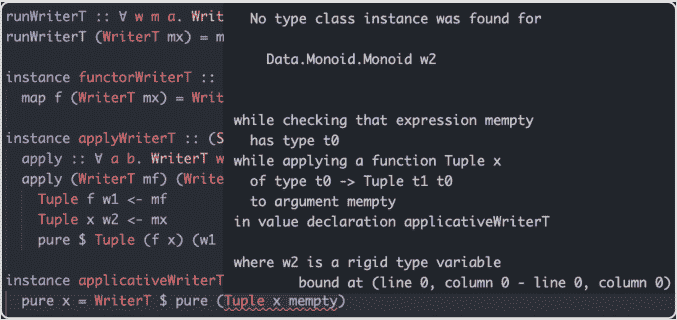 runWriterT :: ∀ w m a. Writ
runWriterT (WriterT mx) = m
instance functorWriterT ::
map f (WriterT mx) = Writ
instance applyWriterT :: (S
apply :: ∀ a b. WriterT w
apply (WriterT mf) (Write
Tuple f w1 <- mf
Tuple x w2 <- mx
pure $ Tuple (f x) (w1
instance applicativeWriterT
pure x = WriterT $ pure (Tuple x mempty)
No type class instance was found for
Data.Monoid.Monoid w2
while checking that expression mempty
has type t0
while applying a function Tuple x
of type t0 -> Tuple t1 t0
to argument mempty
in value declaration applicativeWriterT
where w2 is a rigid type variable
bound at (line 0, column 0 - line 0, column 0)